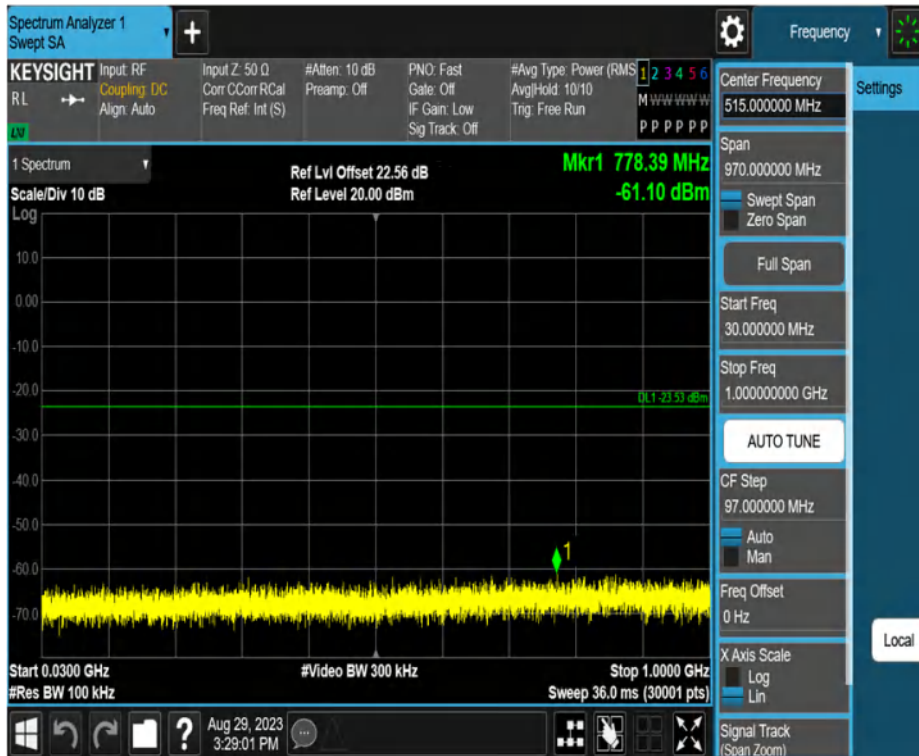 Spectrum Analyzer 1
Swept SA
+
Frequency
KEYSIGHT
RL
LXI
Input: RF
Coupling: DC
Align: Auto
Input Z: 50 Ω
Corr CCorr RCal
Freq Ref: Int (S)
#Atten: 10 dB
Preamp: Off
PNO: Fast
Gate: Off
IF Gain: Low
Sig Track: Off
#Avg Type: Power (RMS
Avg|Hold: 10/10
Trig: Free Run
1 2 3 4 5 6
M W W W W W
P P P P P P
1 Spectrum
Scale/Div 10 dB
Log
Ref Lvl Offset 22.56 dB
Ref Level 20.00 dBm
Mkr1 778.39 MHz
-61.10 dBm
10.0
0.00
-10.0
-20.0
DL1 -23.53 dBm
-30.0
-40.0
-50.0
1
-60.0
-70.0
Start 0.0300 GHz
#Res BW 100 kHz
#Video BW 300 kHz
Stop 1.0000 GHz
Sweep 36.0 ms (30001 pts)
?
Aug 29, 2023
3:29:01 PM
Center Frequency
515.000000 MHz
Span
970.000000 MHz
Swept Span
Zero Span
Full Span
Start Freq
30.000000 MHz
Stop Freq
1.000000000 GHz
AUTO TUNE
CF Step
97.000000 MHz
Auto
Man
Freq Offset
0 Hz
X Axis Scale
Log
Lin
Signal Track
(Span Zoom)
Settings
Local